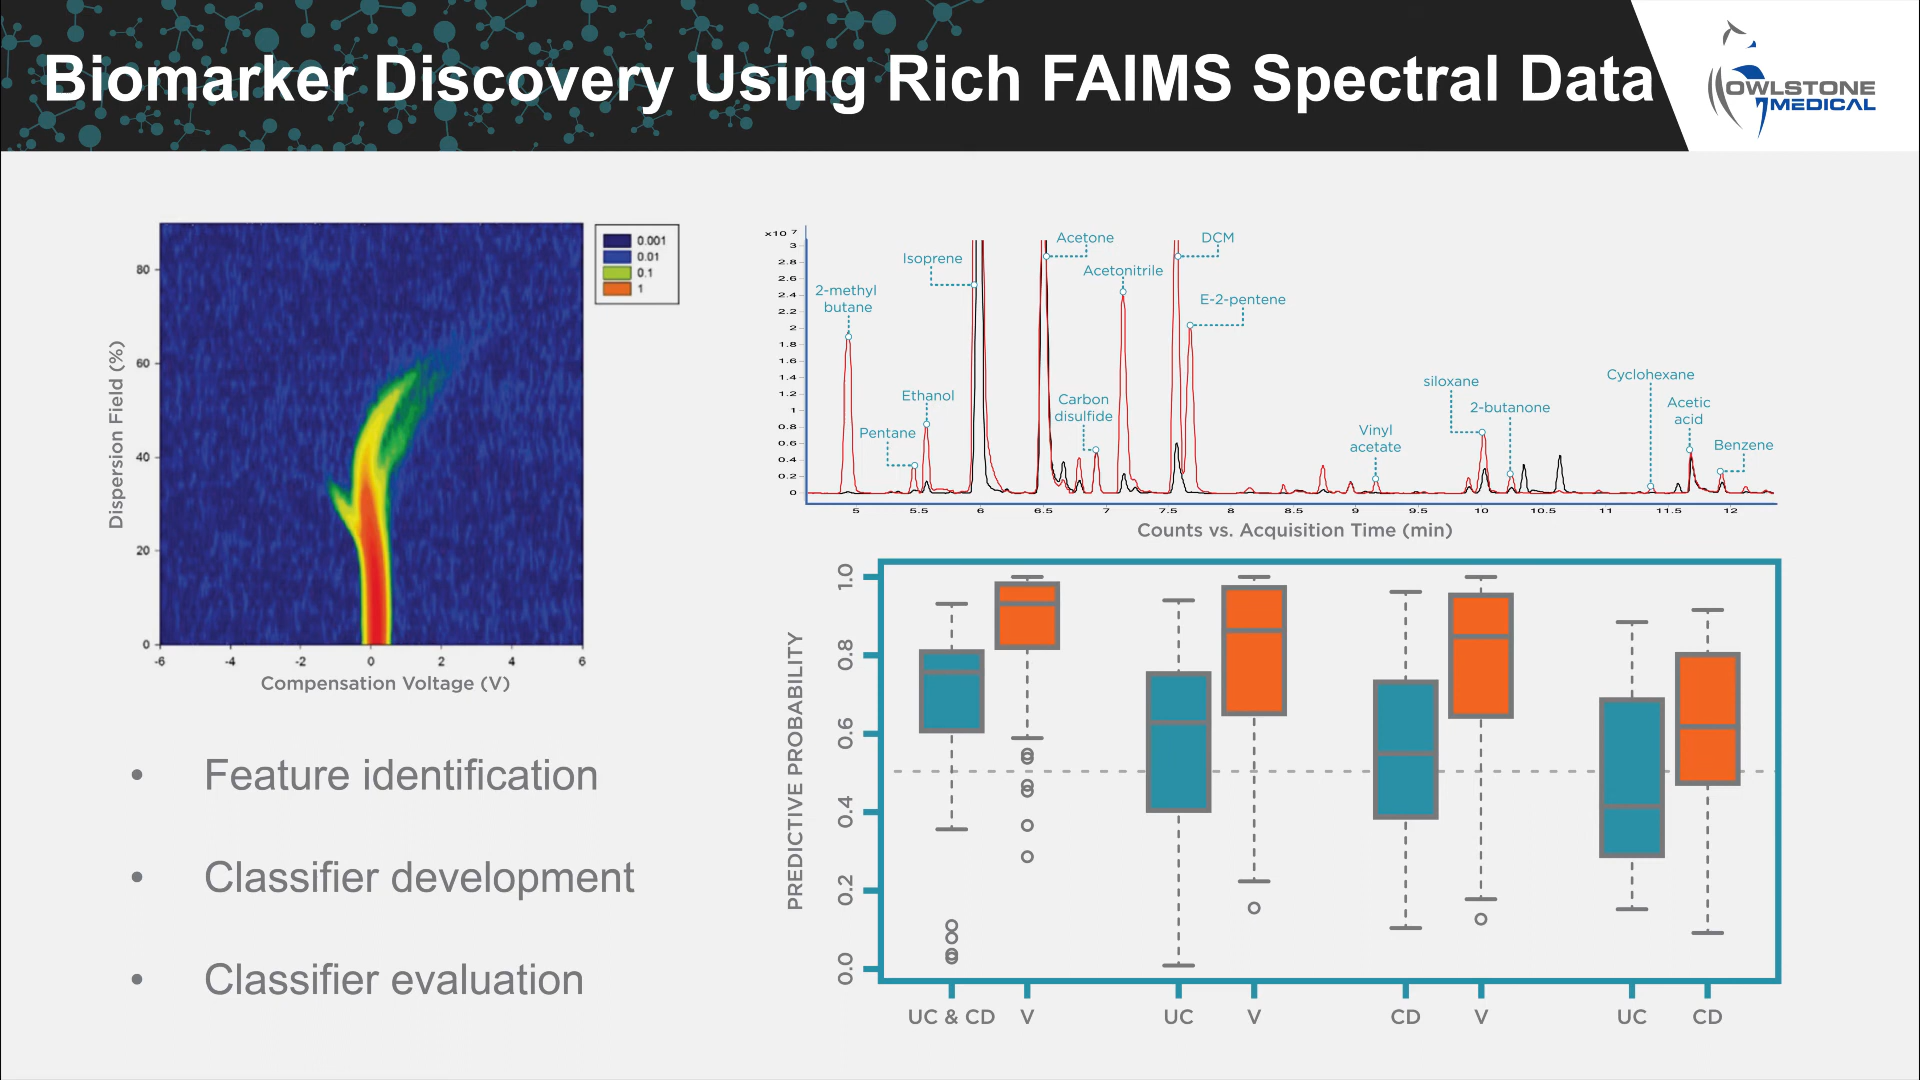 Biomarker Discovery Using Rich FAIMS Spectral Data
OWLSTONE
MEDICAL
0.001
0.01
0.1
1
Dispersion Field (%)
80
60
40
20
0
-6 -4 -2 0 2 4 6
Compensation Voltage (V)
x10 7
3
2.8
2.6
2.4
2.2
2
1.8
1.6
1.4
1.2
1
0.8
0.6
0.4
0.2
0
2-methyl
butane
Pentane
Ethanol
Isoprene
Acetone
Carbon
disulfide
Acetonitrile
DCM
E-2-pentene
Vinyl
acetate
siloxane
2-butanone
Cyclohexane
Acetic
acid
Benzene
5 5.5 6 6.5 7 7.5 8 8.5 9 9.5 10 10.5 11 11.5 12
Counts vs. Acquisition Time (min)
• Feature identification
• Classifier development
• Classifier evaluation
PREDICTIVE PROBABILITY
1.0
0.8
0.6
0.4
0.2
0.0
UC & CD V UC V CD V UC CD